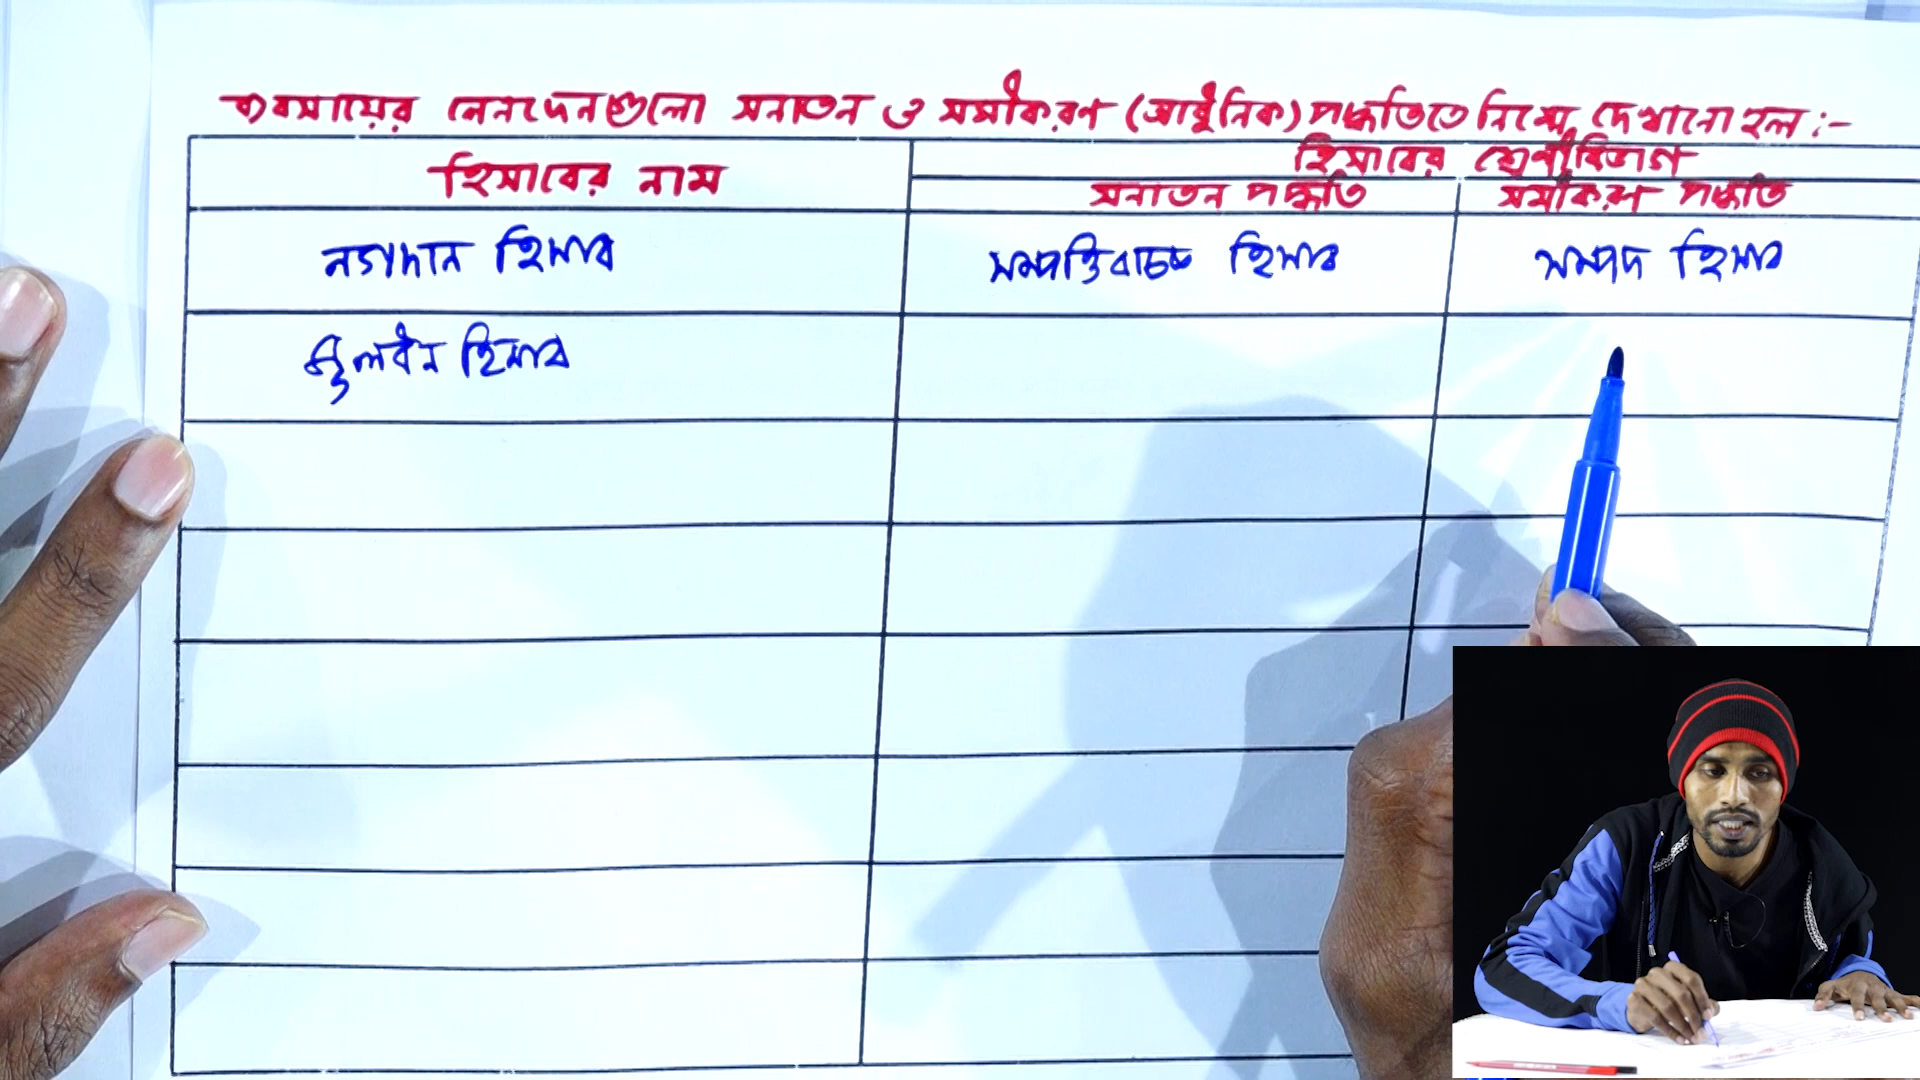 ব্যবসায়ের লেনদেনগুলো সনাতন ও সমীকরণ (আধুনিক) পদ্ধতিতে নিম্নে দেখানো হল :-
হিসাবের নাম
হিসাবের শ্রেণীবিভাগ
সনাতন পদ্ধতি সমীকরণ পদ্ধতি
নগদান হিসাব সম্পত্তিবাচক হিসাব সম্পদ হিসাব
মূলধন হিসাব